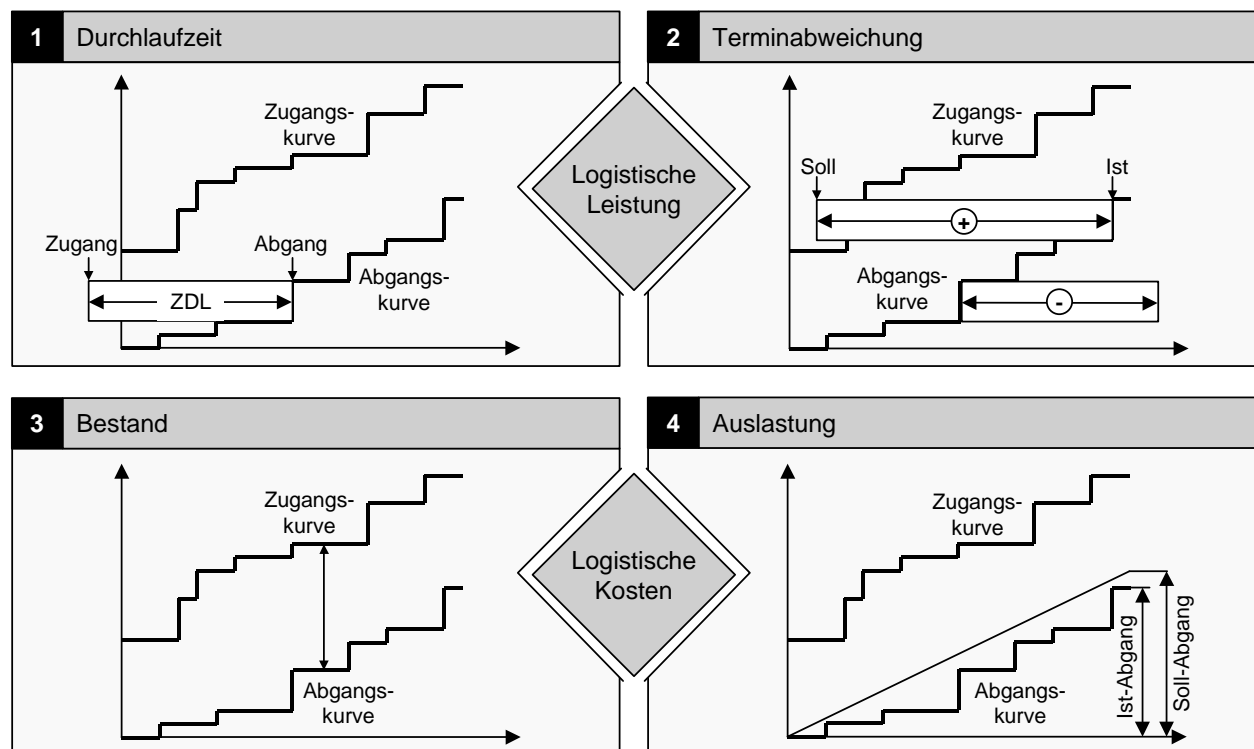 1 Durchlaufzeit
Zugangs-
kurve
Zugang
Abgang
ZDL
Abgangs-
kurve
2 Terminabweichung
Zugangs-
kurve
Soll
Ist
+
Abgangs-
kurve
-
Logistische
Leistung
3 Bestand
Zugangs-
kurve
Abgangs-
kurve
4 Auslastung
Zugangs-
kurve
Abgangs-
kurve
Ist-Abgang
Soll-Abgang
Logistische
Kosten